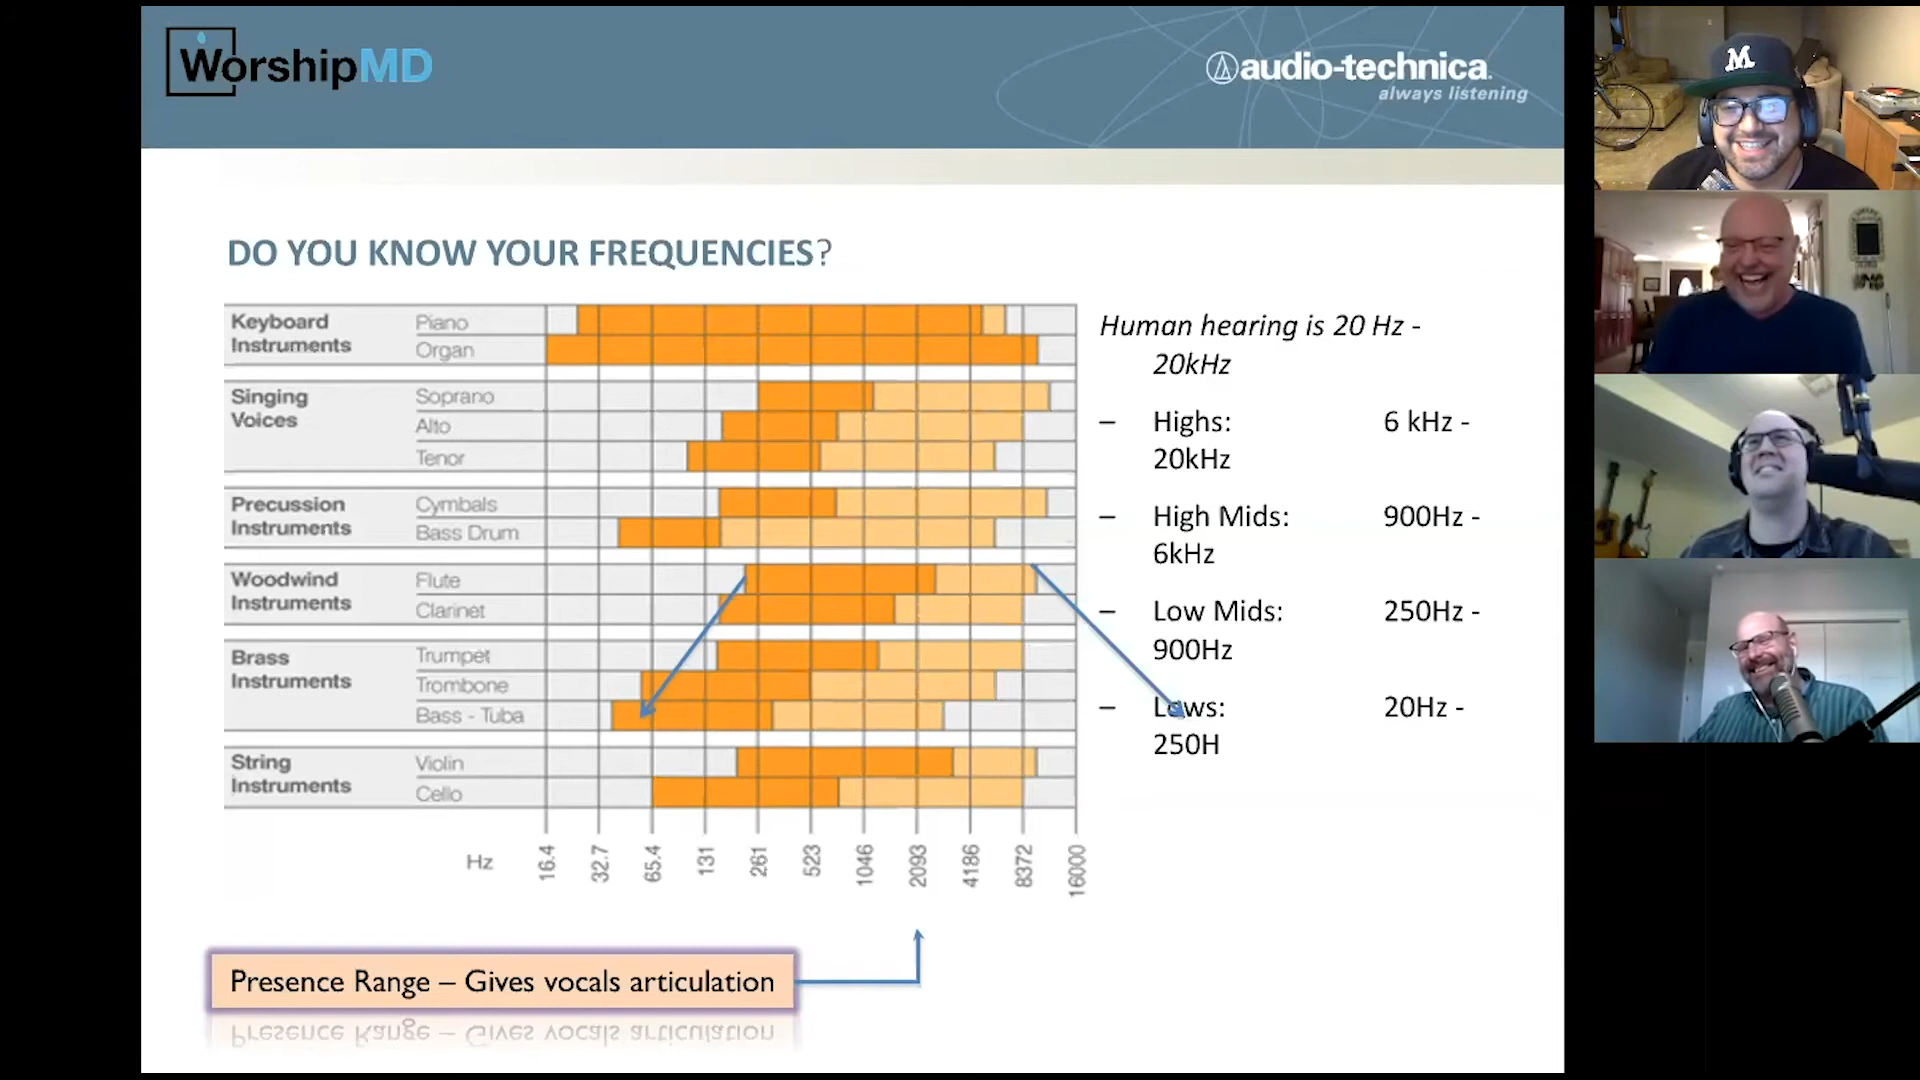 WorshipMD
audio-technica
always listening
DO YOU KNOW YOUR FREQUENCIES?
Keyboard Instruments
Piano
Organ
Singing Voices
Soprano
Alto
Tenor
Precussion Instruments
Cymbals
Bass Drum
Woodwind Instruments
Flute
Clarinet
Brass Instruments
Trumpet
Trombone
Bass - Tuba
String Instruments
Violin
Cello
Hz 16.4 32.7 65.4 131 261 523 1046 2093 4186 8372 16000
Human hearing is 20 Hz -
20kHz
– Highs: 6 kHz -
20kHz
– High Mids: 900Hz -
6kHz
– Low Mids: 250Hz -
900Hz
– Lows: 20Hz -
250H
Presence Range – Gives vocals articulation
M